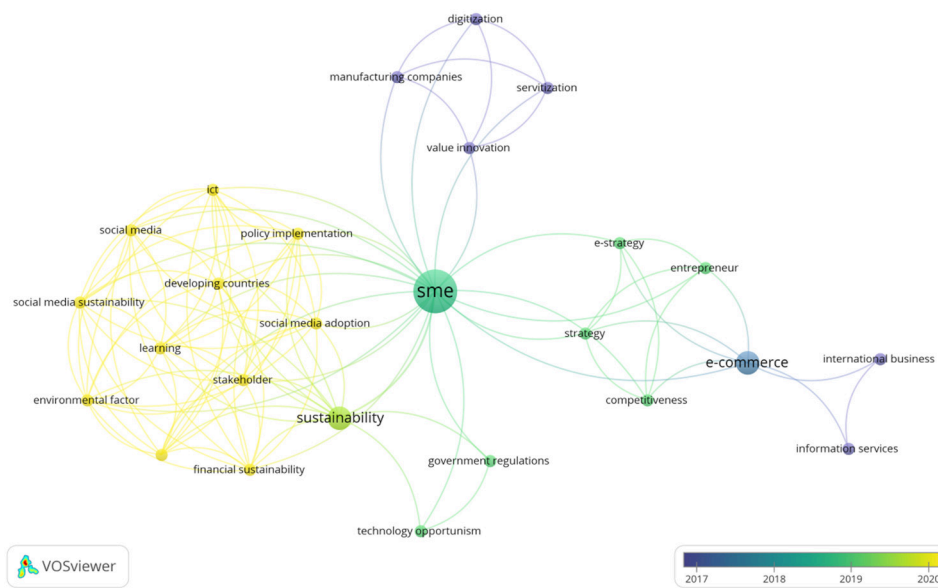 digitization
manufacturing companies
servitization
value innovation
ict
social media
policy implementation
e-strategy
entrepreneur
developing countries
sme
social media sustainability
social media adoption
strategy
learning
e-commerce
international business
stakeholder
environmental factor
competitiveness
sustainability
information services
government regulations
financial sustainability
technology opportunism
VOSviewer
2017 2018 2019